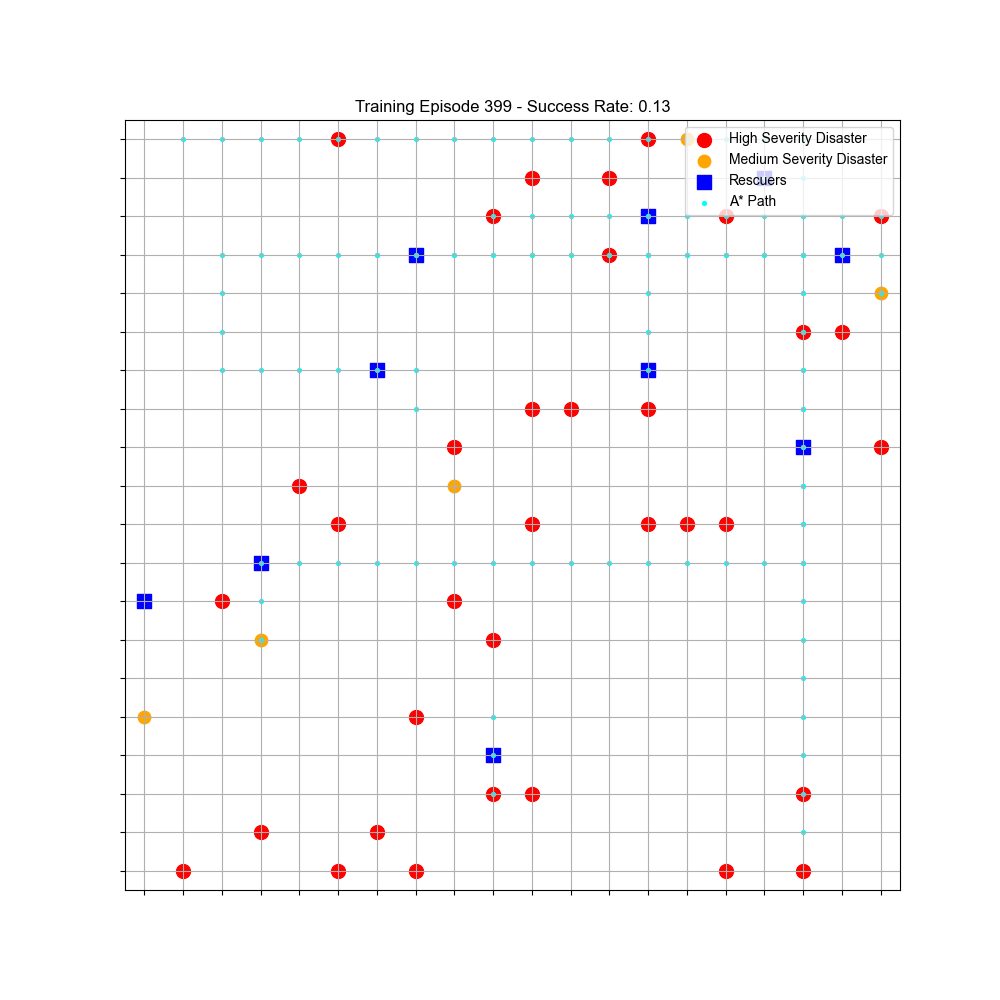 Training Episode 399 - Success Rate: 0.13
High Severity Disaster
Medium Severity Disaster
Rescuers
A* Path